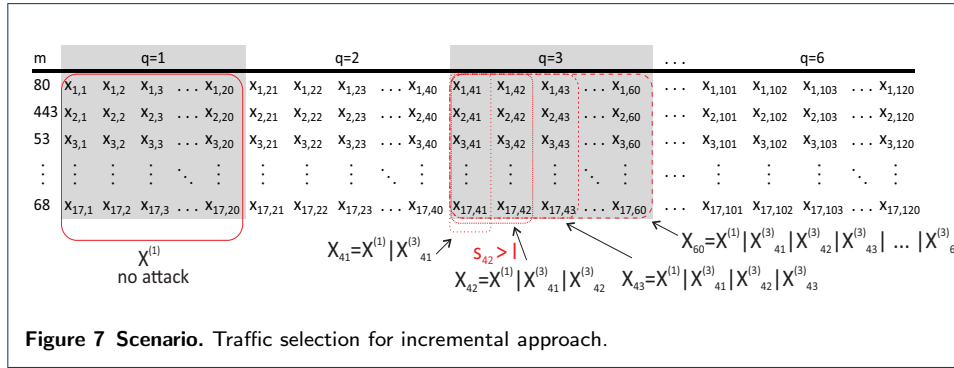 m q=1 q=2 q=3 ... q=6
80 x1,1 x1,2 x1,3 ... x1,20 x1,21 x1,22 x1,23 ... x1,40 x1,41 x1,42 x1,43 ... x1,60 ... x1,101 x1,102 x1,103 ... x1,120
443 x2,1 x2,2 x2,3 ... x2,20 x2,21 x2,22 x2,23 ... x2,40 x2,41 x2,42 x2,43 ... x2,60 ... x2,101 x2,102 x2,103 ... x2,120
53 x3,1 x3,2 x3,3 ... x3,20 x3,21 x3,22 x3,23 ... x3,40 x3,41 x3,42 x3,43 ... x3,60 ... x3,101 x3,102 x3,103 ... x3,120
⋮ ⋮ ⋮ ⋮ ⋱ ⋮ ⋮ ⋮ ⋮ ⋱ ⋮ ⋮ ⋮ ⋮ ⋱ ⋮ ... ⋮ ⋮ ⋮ ⋱ ⋮
68 x17,1 x17,2 x17,3 ... x17,20 x17,21 x17,22 x17,23 ... x17,40 x17,41 x17,42 x17,43 ... x17,60 ... x17,101 x17,102 x17,103 ... x17,120
X(1)
no attack
X41=X(1)|X(3)41
s42>l
X42=X(1)|X(3)41|X(3)42
X43=X(1)|X(3)41|X(3)42|X(3)43
X60=X(1)|X(3)41|X(3)42|X(3)43| ... |X(3)6
Figure 7 Scenario. Traffic selection for incremental approach.